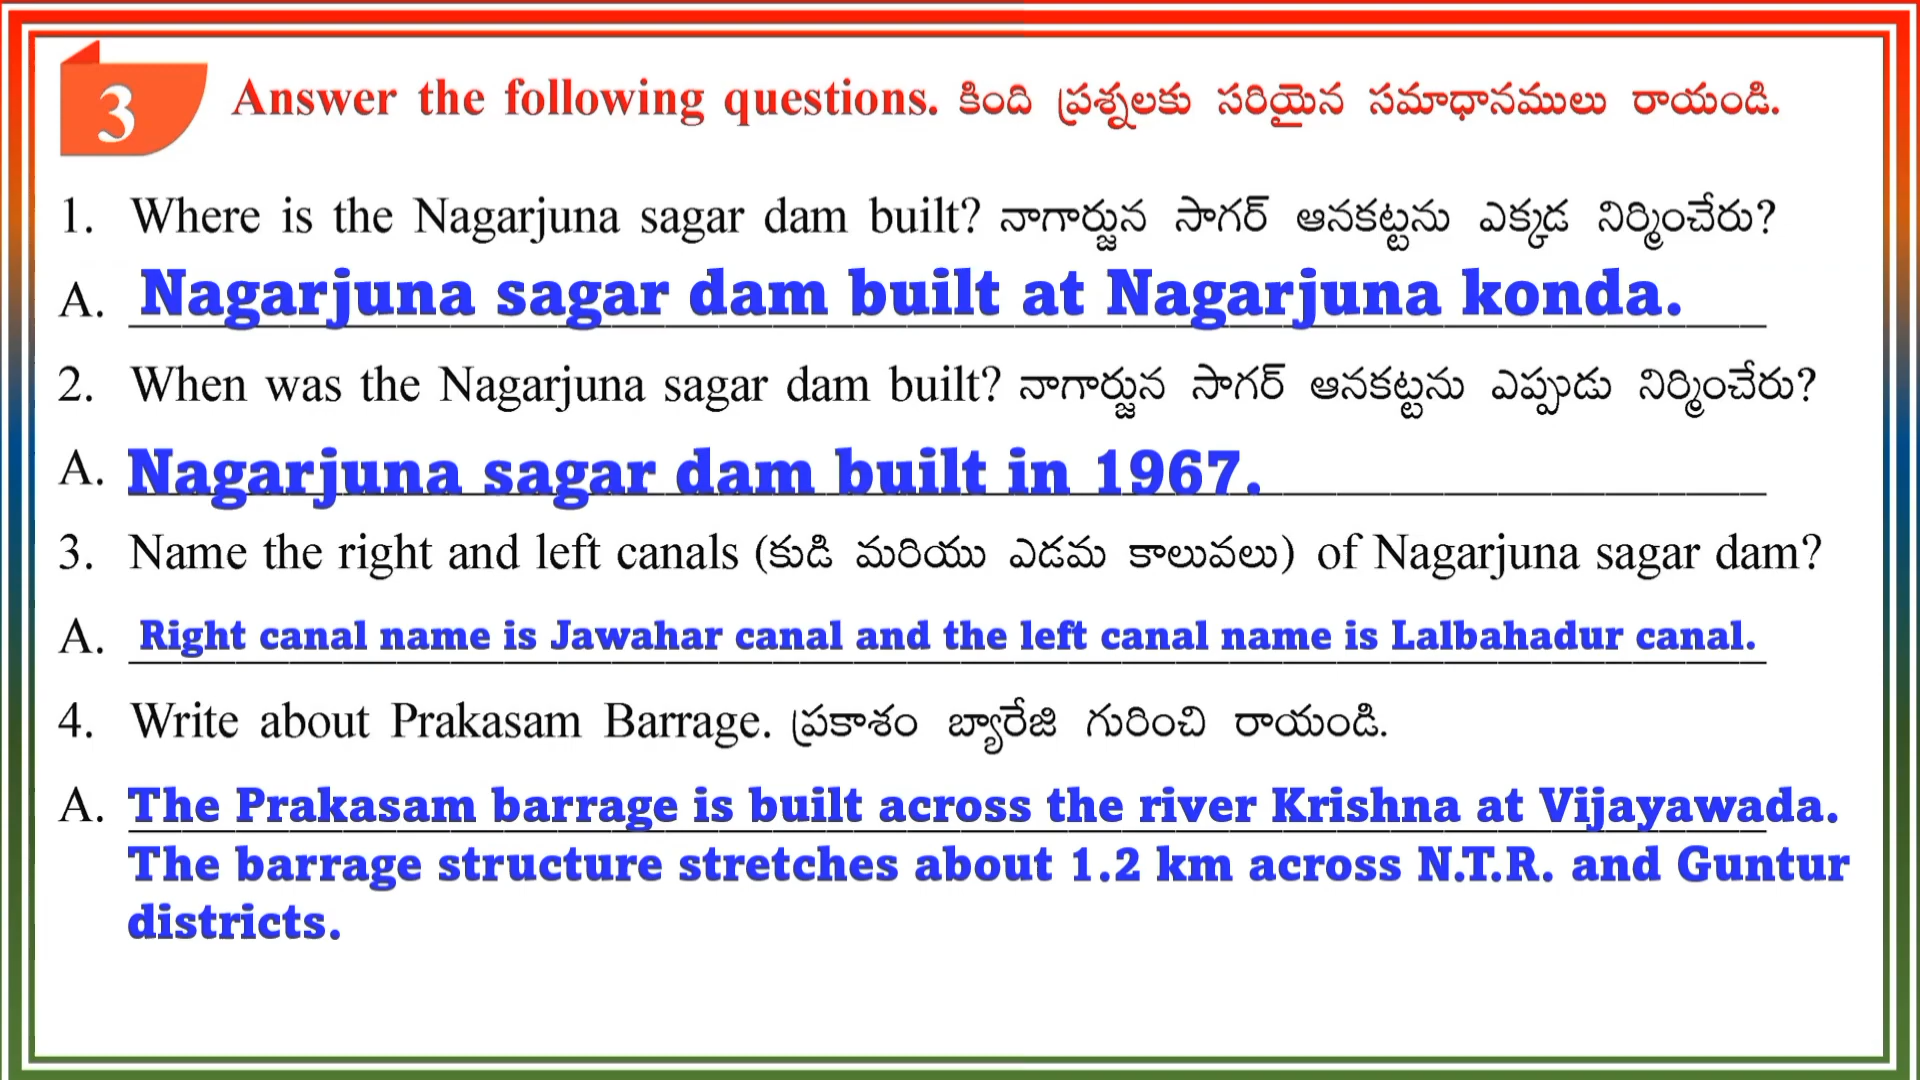 3 Answer the following questions. కింది ప్రశ్నలకు సరియైన సమాధానములు రాయండి.
1. Where is the Nagarjuna sagar dam built? నాగార్జున సాగర్ ఆనకట్టను ఎక్కడ నిర్మించేరు?
A. Nagarjuna sagar dam built at Nagarjuna konda.
2. When was the Nagarjuna sagar dam built? నాగార్జున సాగర్ ఆనకట్టను ఎప్పుడు నిర్మించేరు?
A. Nagarjuna sagar dam built in 1967.
3. Name the right and left canals (కుడి మరియు ఎడమ కాలువలు) of Nagarjuna sagar dam?
A. Right canal name is Jawahar canal and the left canal name is Lalbahadur canal.
4. Write about Prakasam Barrage. ప్రకాశం బ్యారేజి గురించి రాయండి.
A. The Prakasam barrage is built across the river Krishna at Vijayawada.
The barrage structure stretches about 1.2 km across N.T.R. and Guntur
districts.